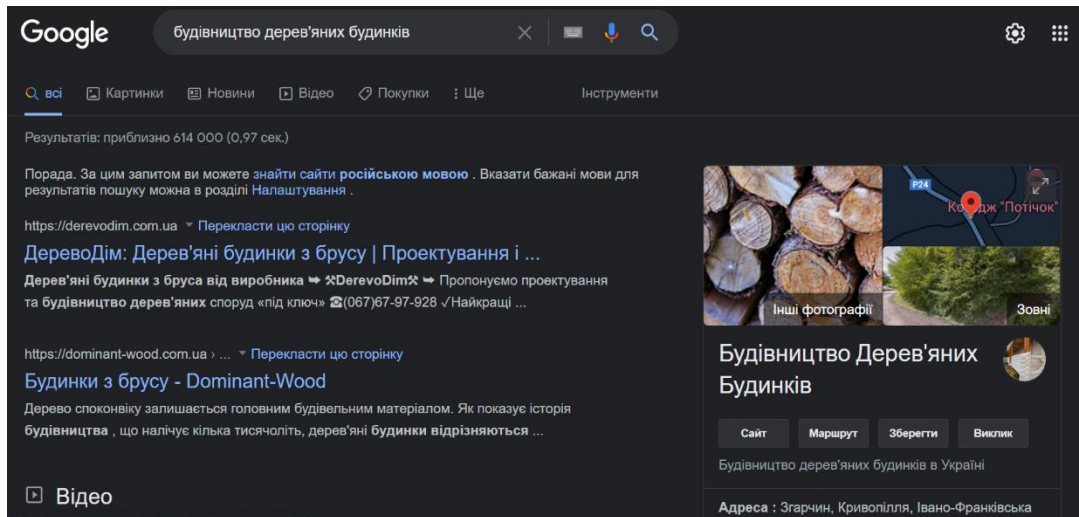 Google
будівництво дерев'яних будинків
всі Картинки Новини Відео Покупки Ще Інструменти
Результатів: приблизно 614 000 (0,97 сек.)
Порада. За цим запитом ви можете знайти сайти російською мовою . Вказати бажані мови для
результатів пошуку можна в розділі Налаштування .
https://derevodim.com.ua Перекласти цю сторінку
ДеревоДім: Дерев'яні будинки з брусу | Проектування і ...
Дерев'яні будинки з бруса від виробника ➥ ⚒DerevoDim⚒ ➥ Пропонуємо проектування
та будівництво дерев'яних споруд «під ключ» ☎(067)67-97-928 ✓Найкращі ...
https://dominant-wood.com.ua › ... Перекласти цю сторінку
Будинки з брусу - Dominant-Wood
Дерево споконвіку залишається головним будівельним матеріалом. Як показує історія
будівництва , що налічує кілька тисячоліть, дерев'яні будинки відрізняються ...
Відео
P24
"Потічок"
Інші фотографії
Зовні
Будівництво Дерев'яних
Будинків
Сайт Маршрут Зберегти Виклик
Будівництво дерев'яних будинків в Україні
Адреса : Згарчин, Кривопілля, Івано-Франківська